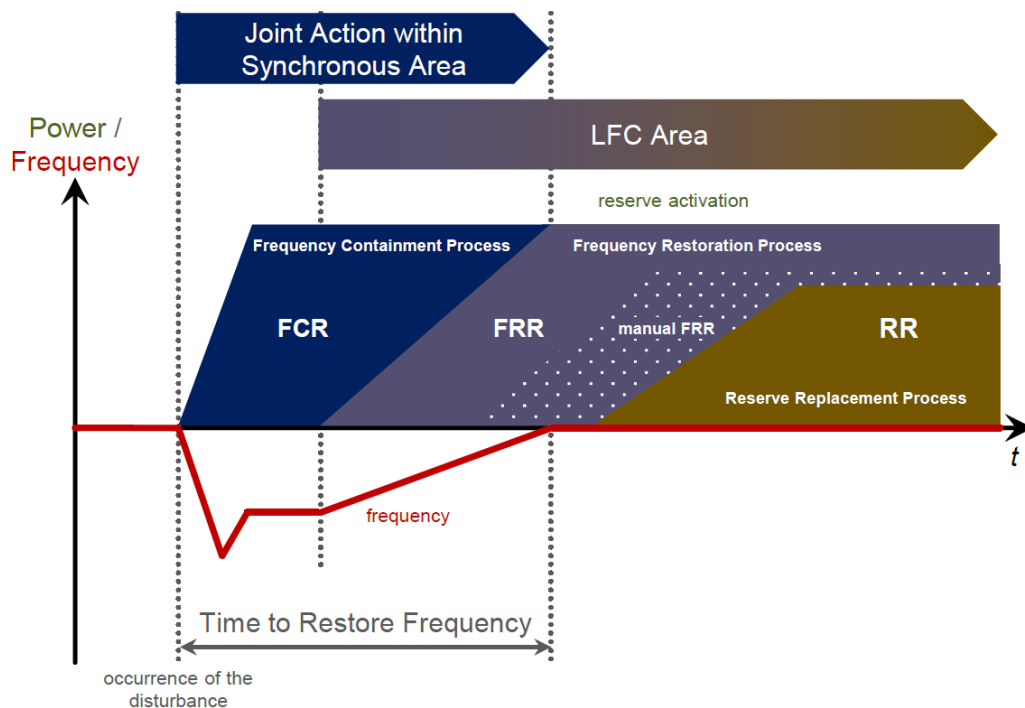 Joint Action within
Synchronous Area
LFC Area
Power /
Frequency
reserve activation
Frequency Containment Process
Frequency Restoration Process
FCR
FRR
manual FRR
RR
Reserve Replacement Process
t
frequency
Time to Restore Frequency
occurrence of the
disturbance